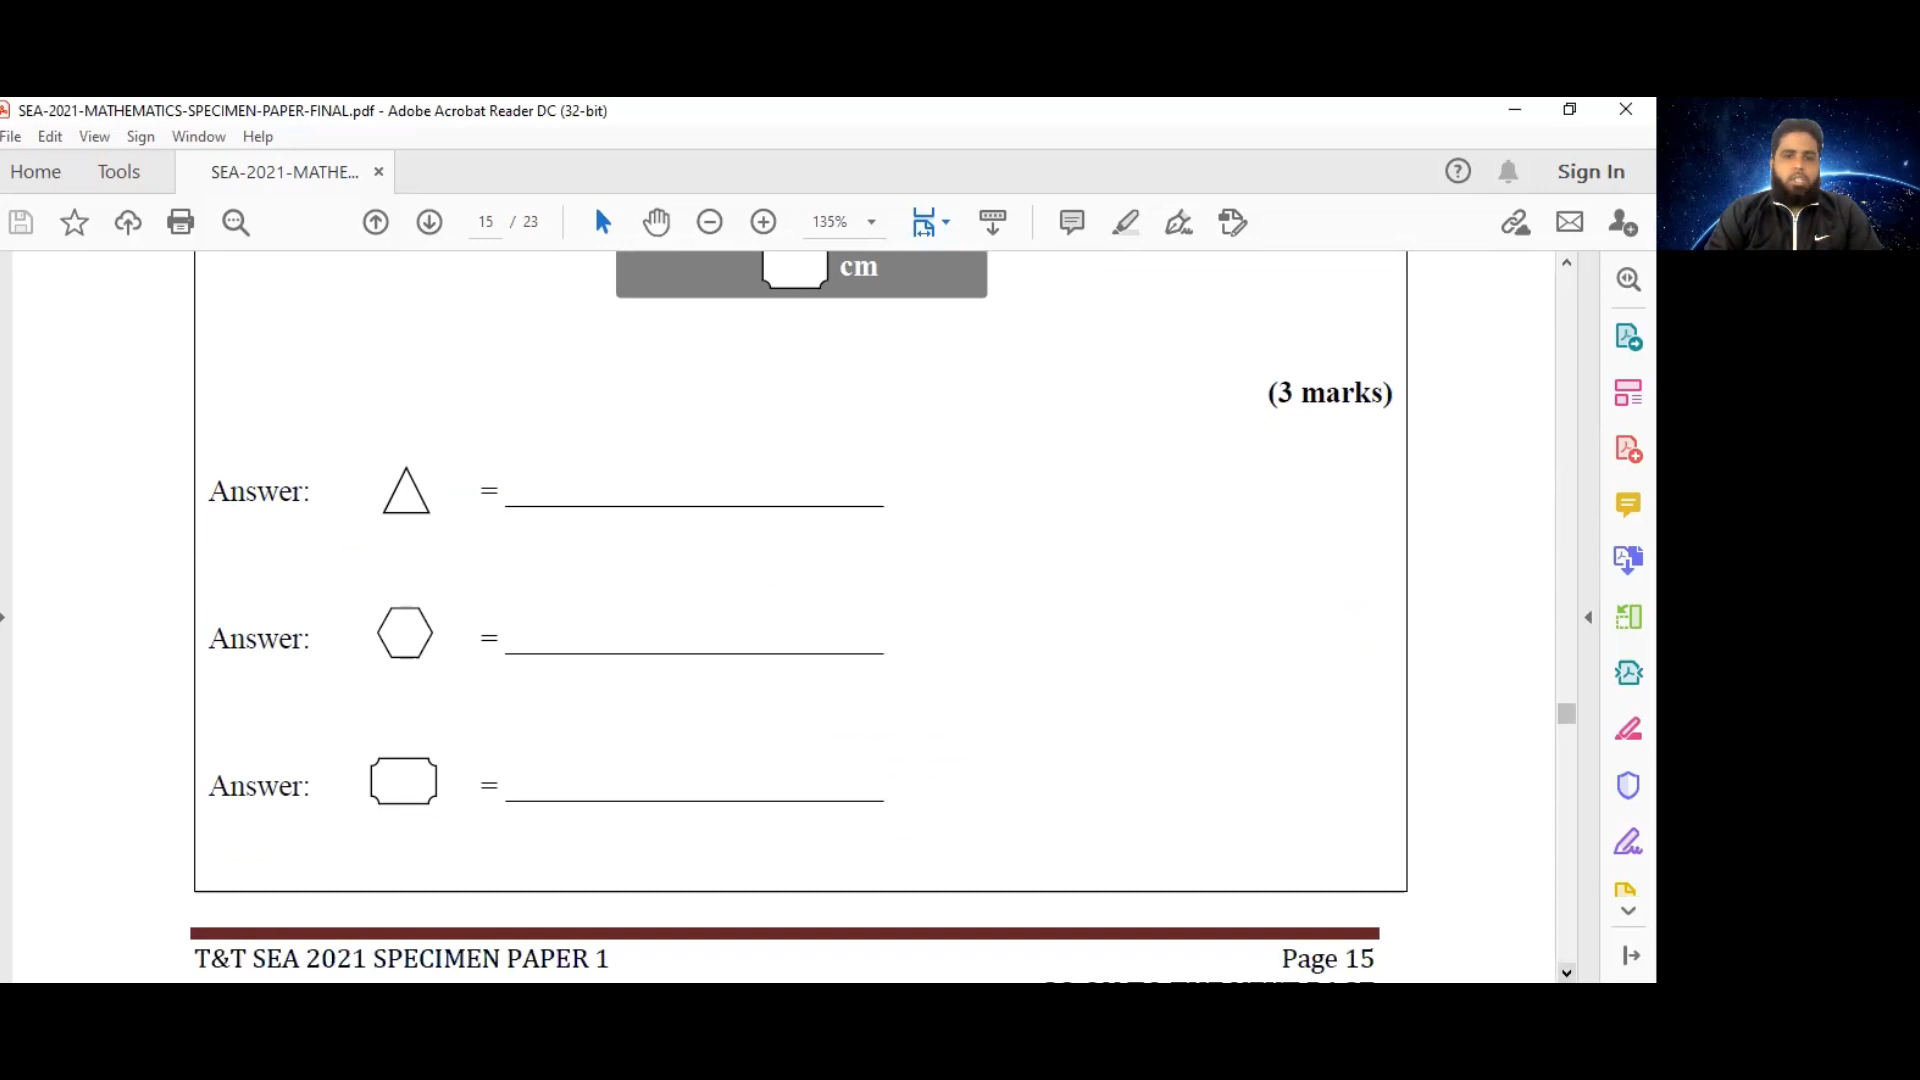 SEA-2021-MATHEMATICS-SPECIMEN-PAPER-FINAL.pdf - Adobe Acrobat Reader DC (32-bit)
File Edit View Sign Window Help
Home Tools SEA-2021-MATHE... × Sign In
15 / 23 135%
cm
(3 marks)
Answer: =
Answer: =
Answer: =
T&T SEA 2021 SPECIMEN PAPER 1 Page 15